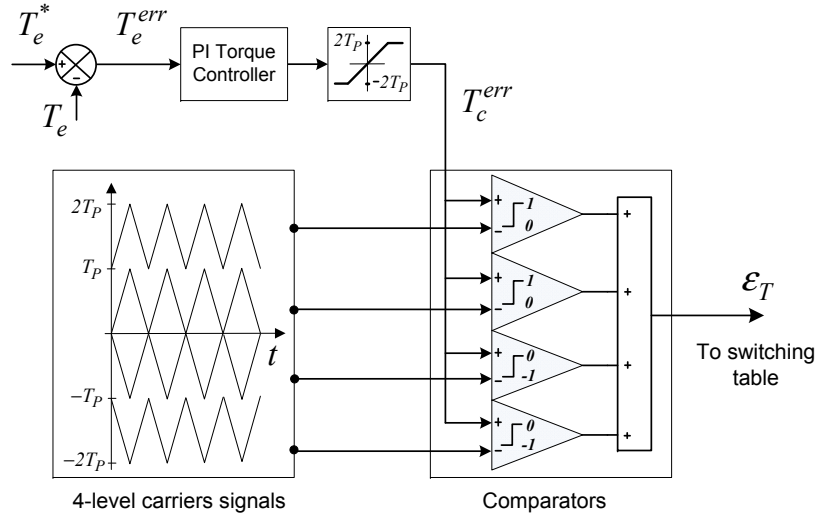 T_e^* T_e^{err}
+
−
T_e
PI Torque
Controller
2T_P
−2T_P
T_c^{err}
2T_P
T_P
t
−T_P
−2T_P
+ 1
− 0
+ 1
− 0
+ 0
− -1
+ 0
− -1
+
+
+
+
ε_T
To switching
table
4-level carriers signals
Comparators